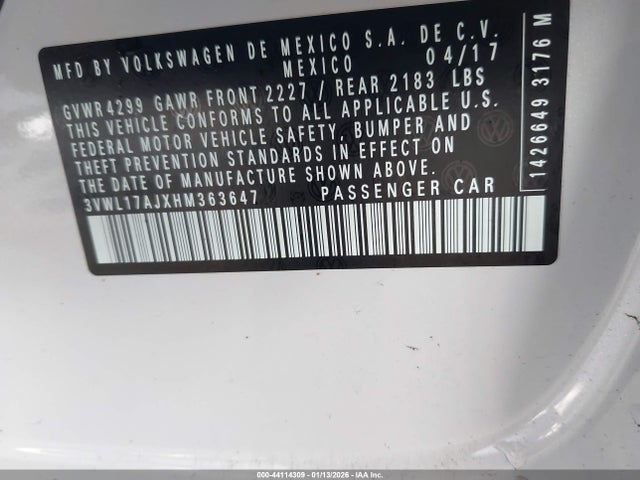 MFD BY VOLKSWAGEN DE MEXICO S.A. DE C.V.
MEXICO 04/17
GVWR 4299 GAWR FRONT 2227 / REAR 2183 LBS
THIS VEHICLE CONFORMS TO ALL APPLICABLE U.S.
FEDERAL MOTOR VEHICLE SAFETY, BUMPER AND
THEFT PREVENTION STANDARDS IN EFFECT ON
THE DATE OF MANUFACTURE SHOWN ABOVE.
3VWL17AJXHM363647 PASSENGER CAR
1426649 3176 M
000-44114309 - 01/13/2026 - IAAI.com